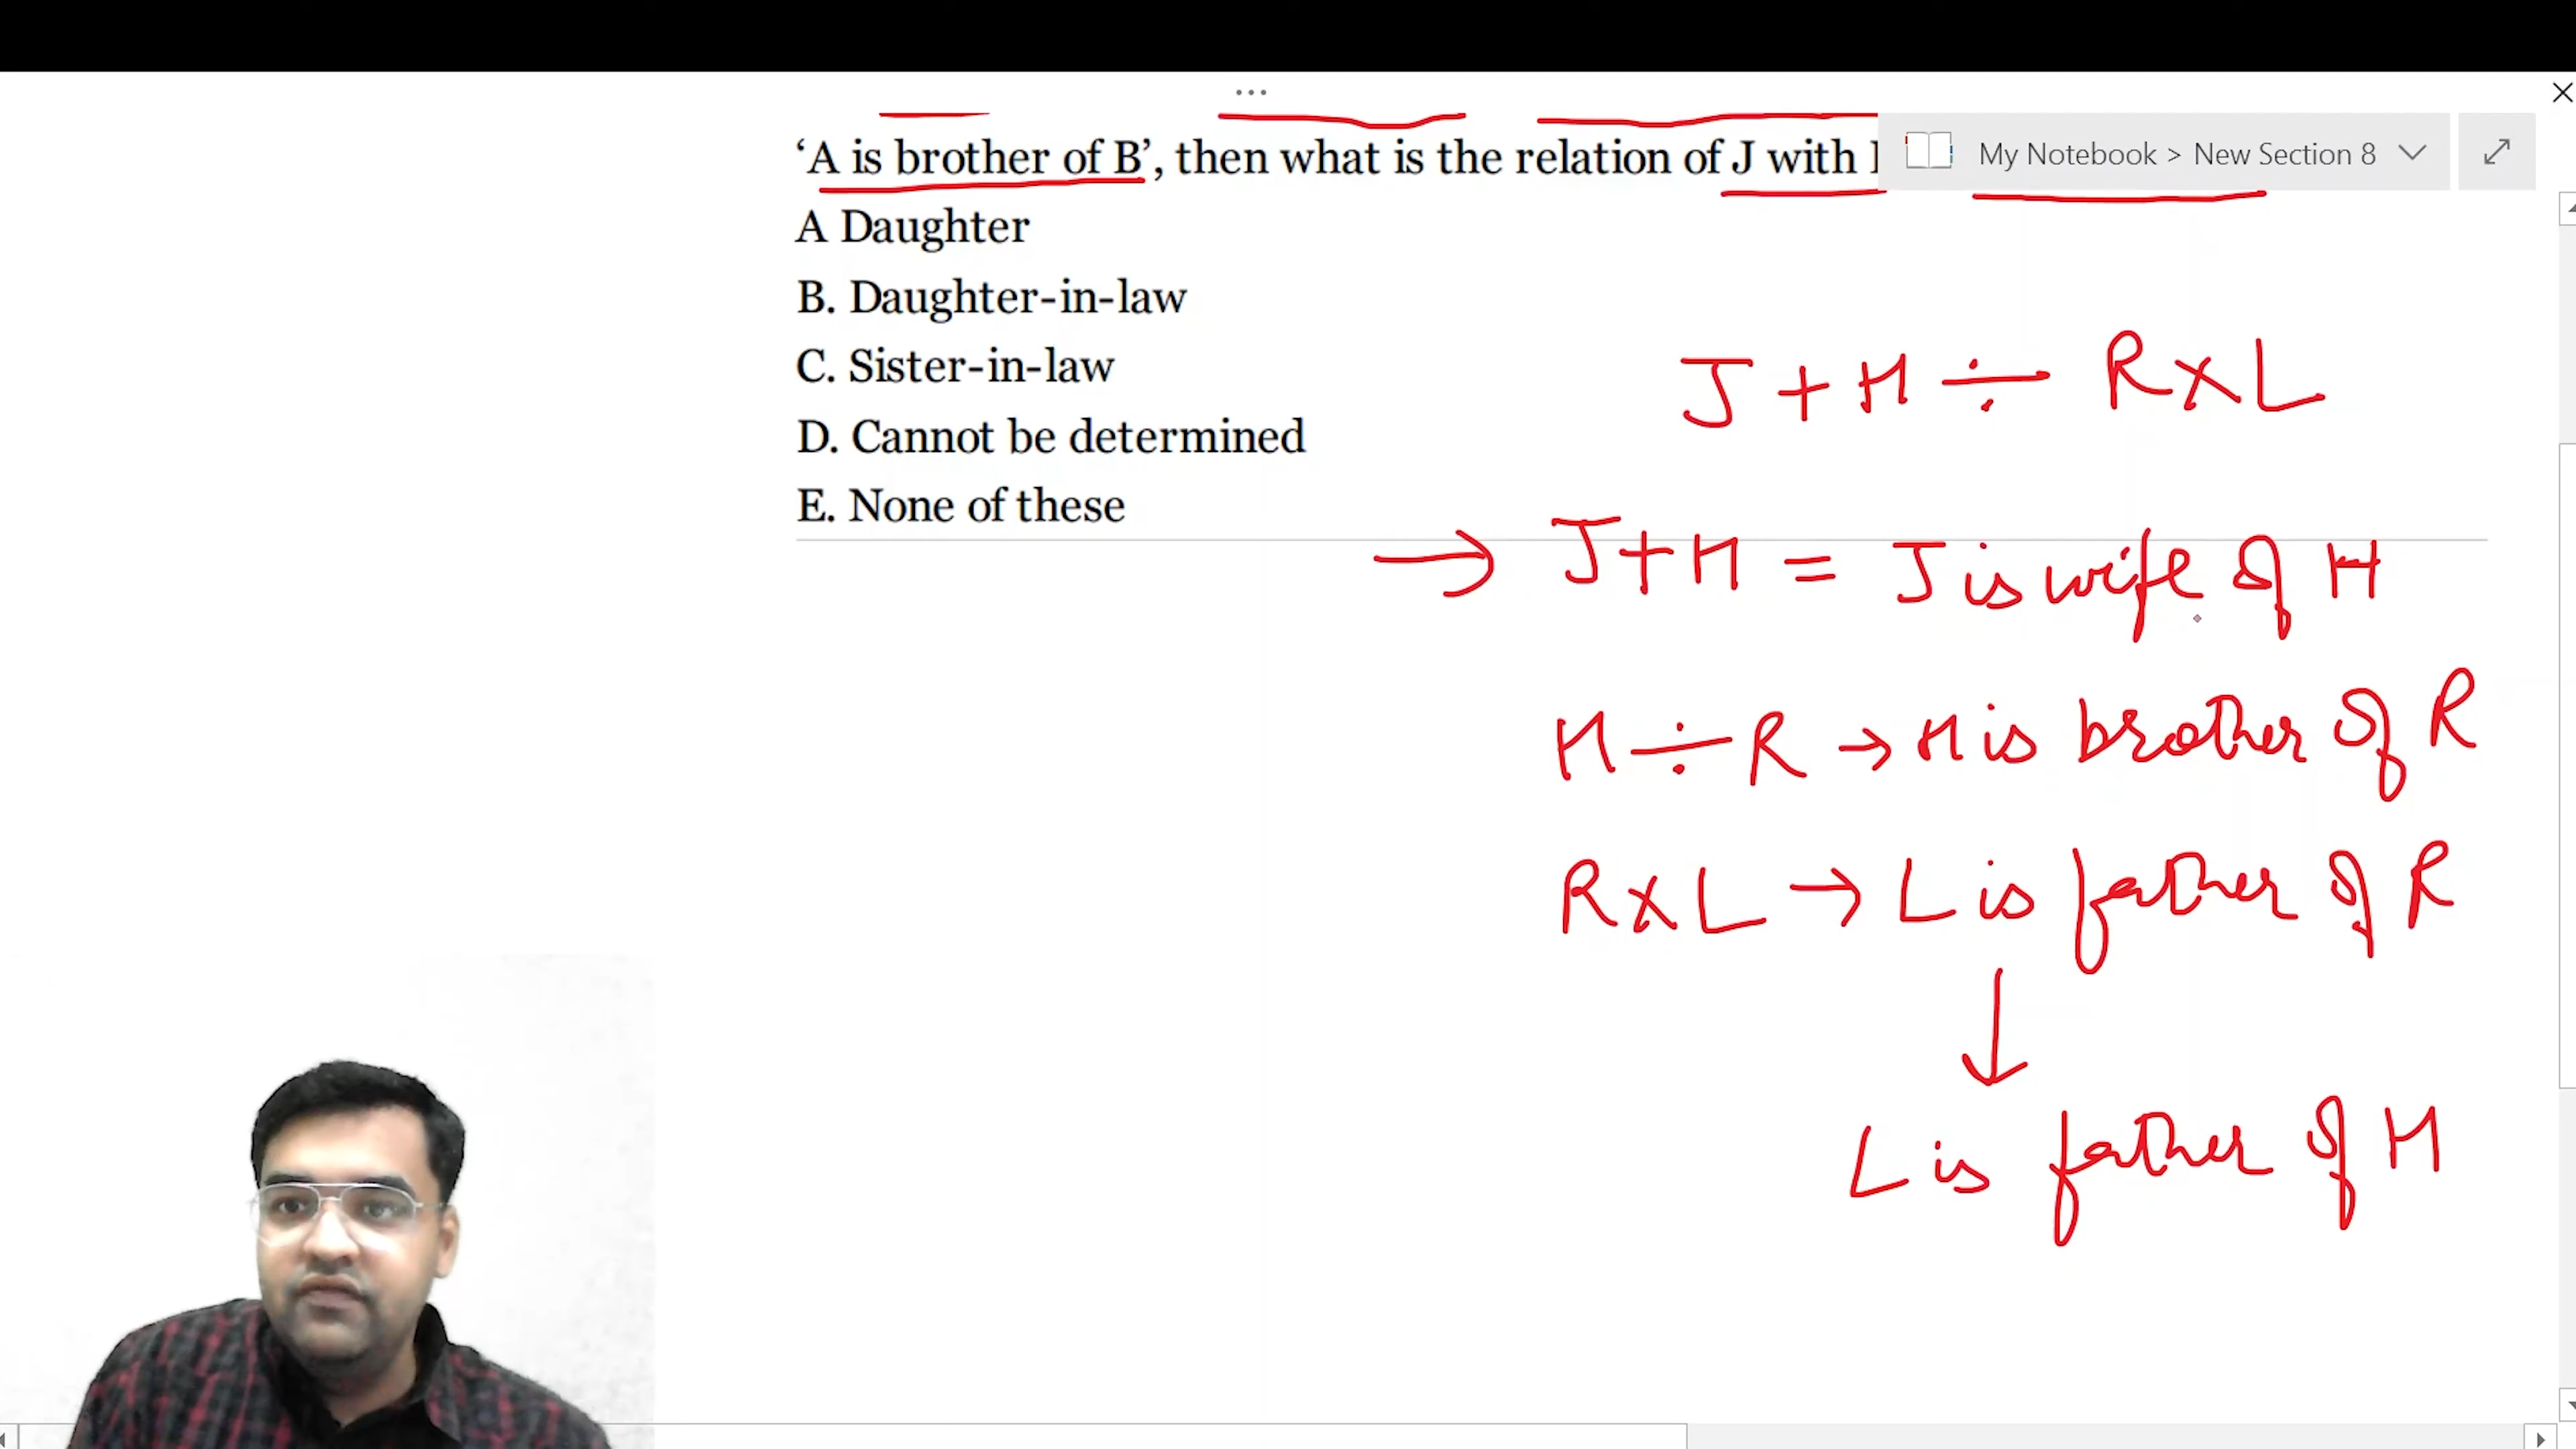 ...
‘A is brother of B’, then what is the relation of J with
My Notebook > New Section 8
A Daughter
B. Daughter-in-law
C. Sister-in-law
D. Cannot be determined
E. None of these
J + H ÷ R × L
→ J + H = J is wife of H
H ÷ R → H is brother of R
R × L → L is father of R
↓
L is father of H